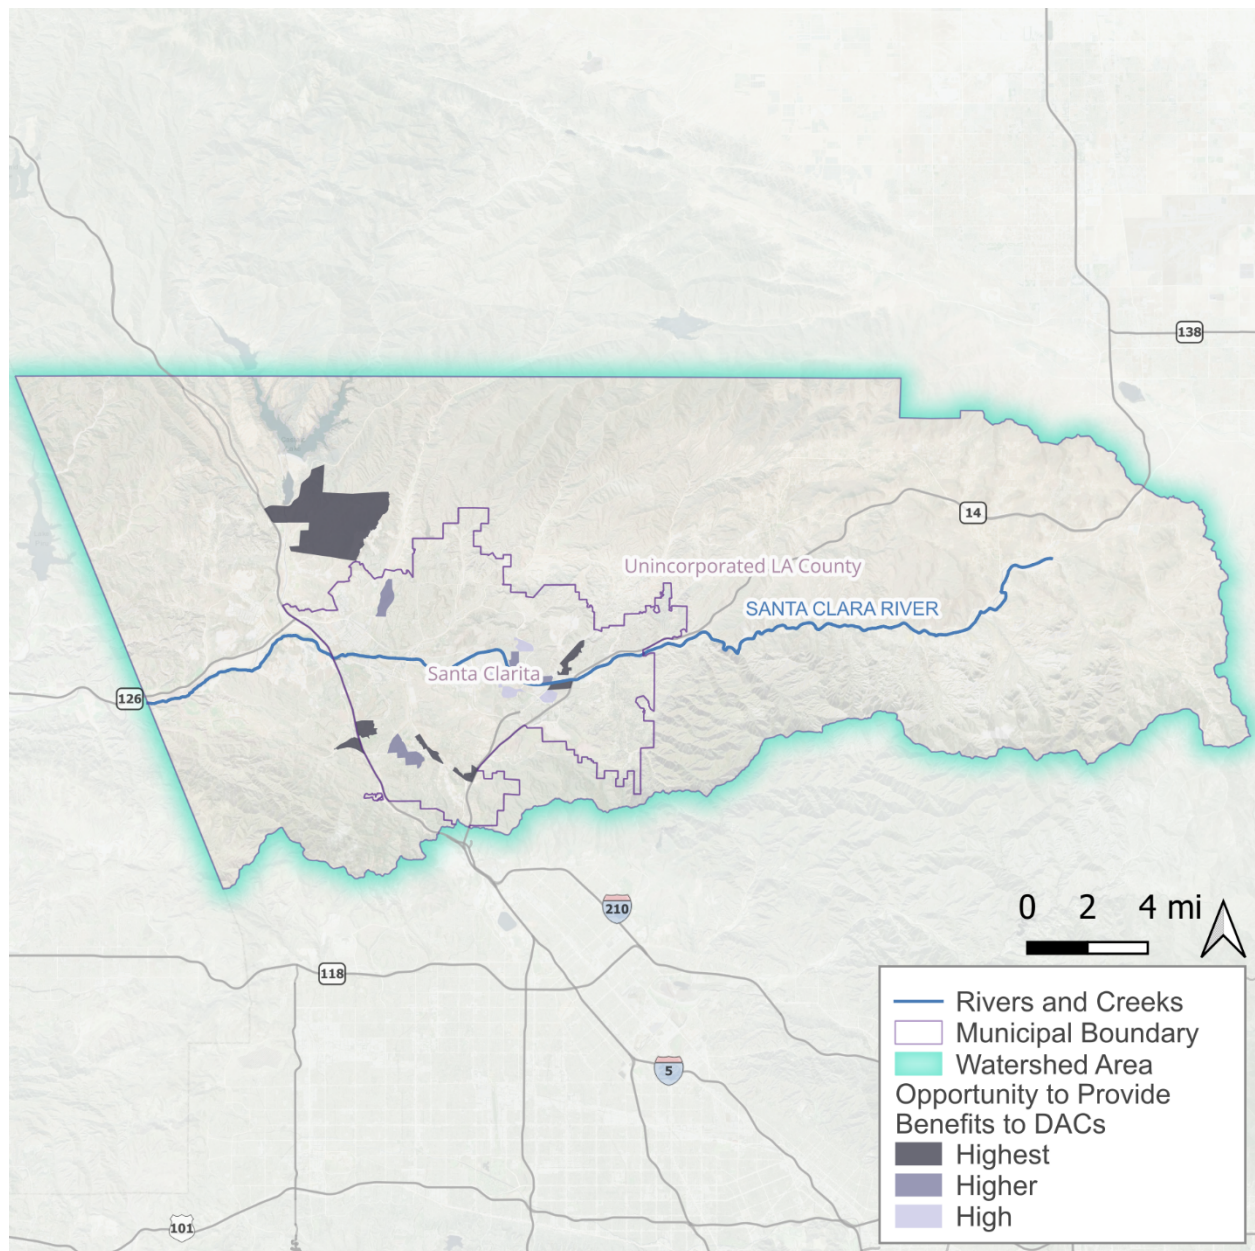 138
14
Unincorporated LA County
SANTA CLARA RIVER
Santa Clarita
126
210
0 2 4 mi
118
5
101
Rivers and Creeks
Municipal Boundary
Watershed Area
Opportunity to Provide
Benefits to DACs
Highest
Higher
High